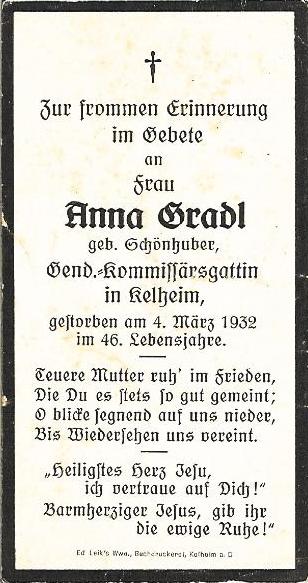 Zur frommen Erinnerung
im Gebete
an
Frau
Anna Gradl
geb. Schönhuber,
Gend.-Kommissärsgattin
in Kelheim,
gestorben am 4. März 1932
im 46. Lebensjahre.
Teuere Mutter ruh' im Frieden,
Die Du es stets so gut gemeint;
O blicke segnend auf uns nieder,
Bis Wiedersehen uns vereint.
„Heiligstes Herz Jesu,
ich vertraue auf Dich!"
Barmherziger Jesus, gib ihr
die ewige Ruhe!"
Ed. Leik's Wwe., Buchdruckerei, Kelheim a. D